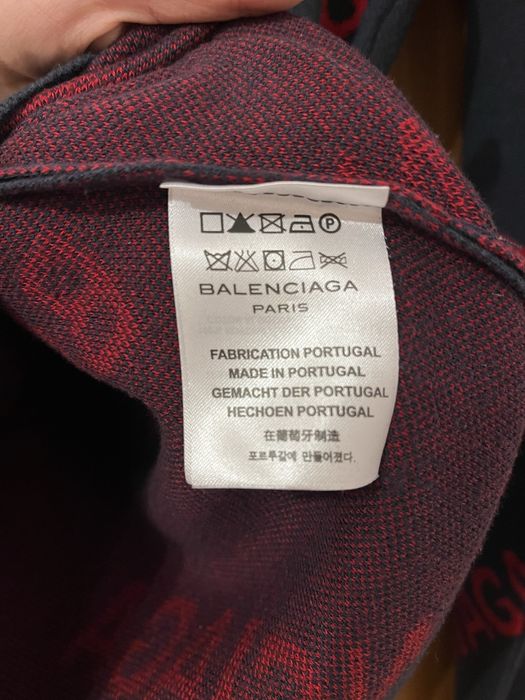 BALENCIAGA
PARIS
FABRICATION PORTUGAL
MADE IN PORTUGAL
GEMACHT DER PORTUGAL
HECHOEN PORTUGAL
在葡萄牙制造
포르투갈에 만들어졌다.